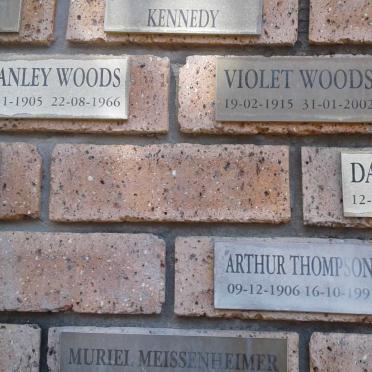 KENNEDY
ANLEY WOODS
1-1905 22-08-1966
VIOLET WOODS
19-02-1915 31-01-2002
DA
12-
ARTHUR THOMPSON
09-12-1906 16-10-199
MURIEL MEISSENHEIMER